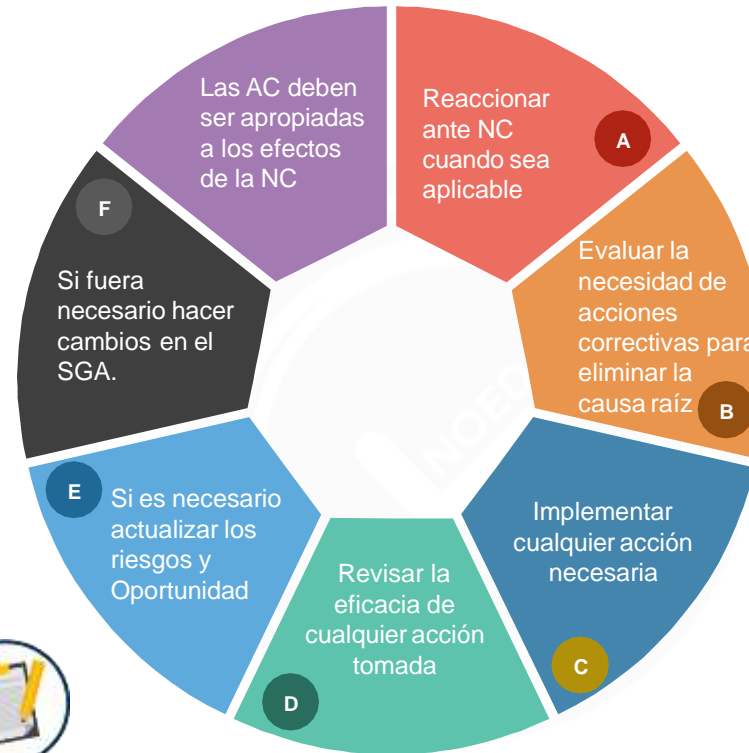 Reaccionar
ante NC
cuando sea
aplicable
A
Evaluar la
necesidad de
acciones
correctivas para
eliminar la
causa raíz
B
Implementar
cualquier acción
necesaria
C
Revisar la
eficacia de
cualquier acción
tomada
D
Si es necesario
actualizar los
riesgos y
Oportunidad
E
Si fuera
necesario hacer
cambios en el
SGA.
F
Las AC deben
ser apropiadas
a los efectos
de la NC